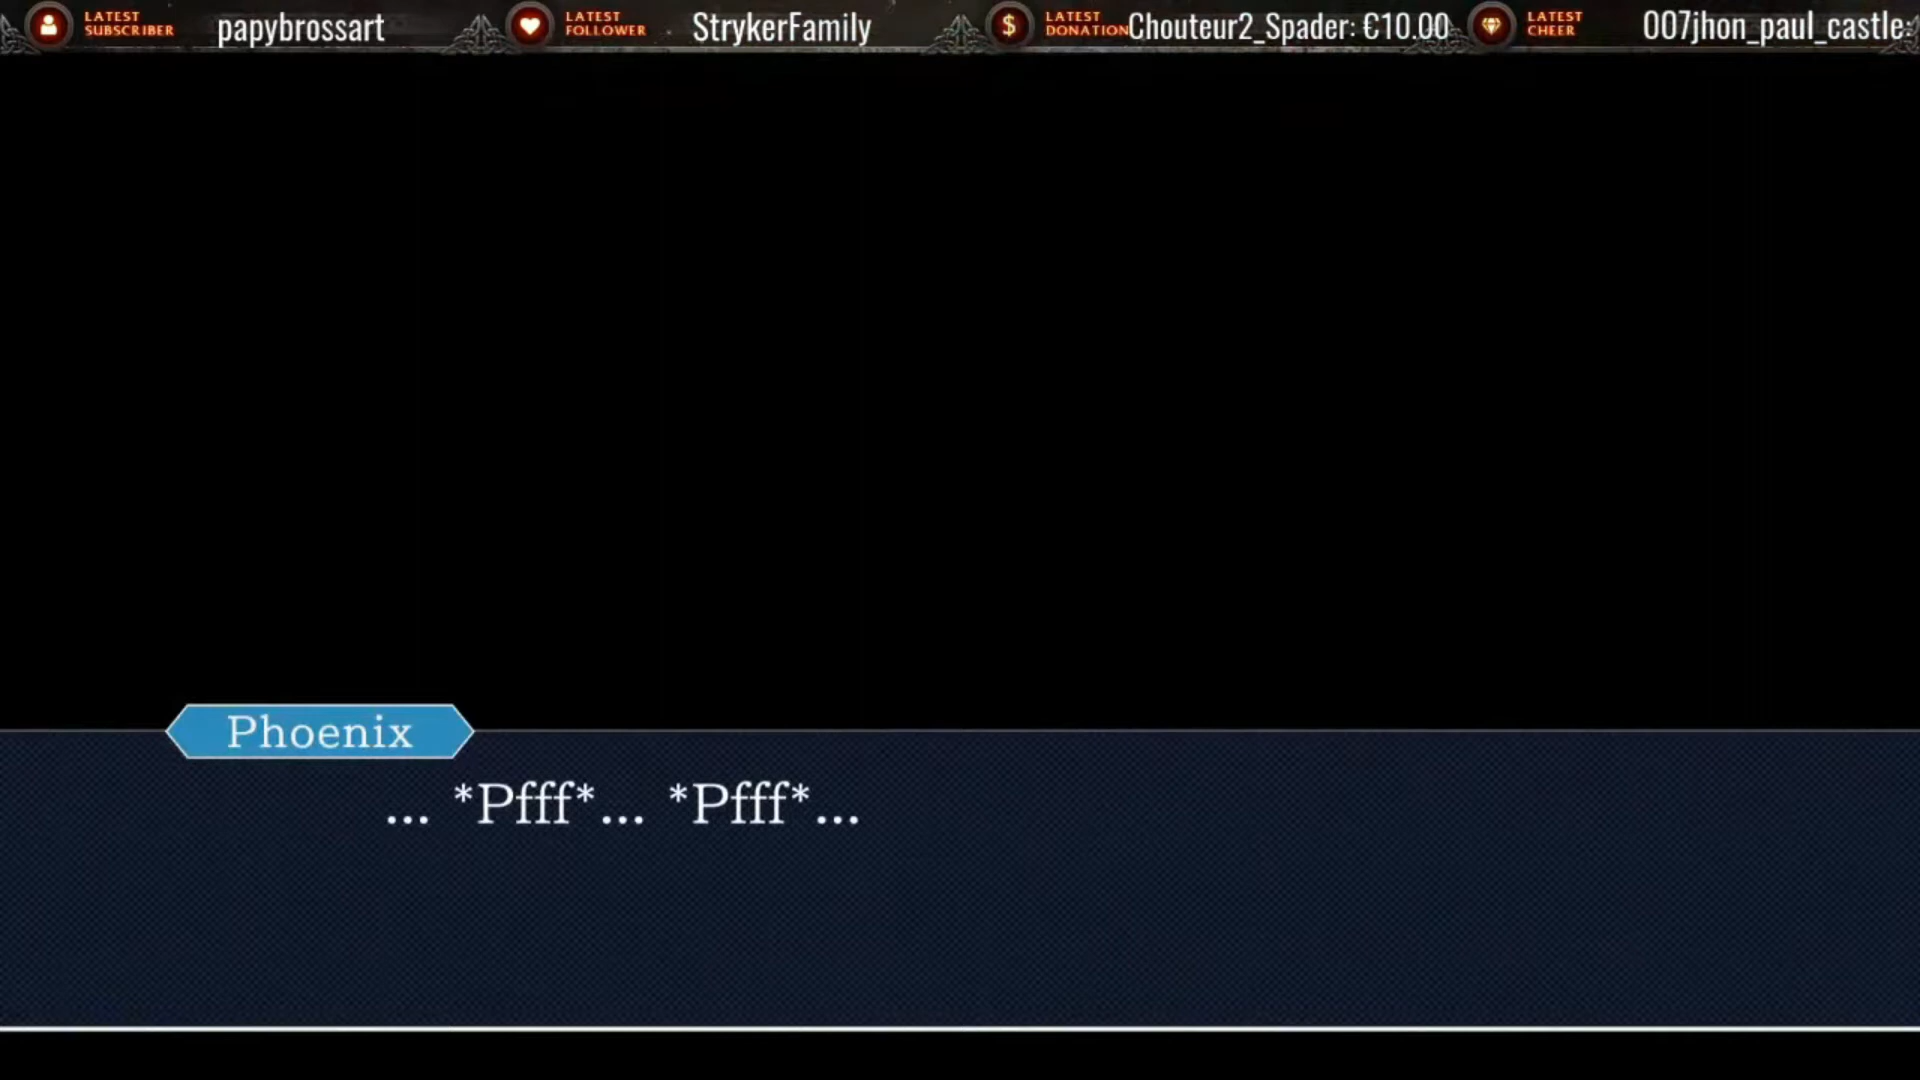 LATEST SUBSCRIBER papybrossart
LATEST FOLLOWER StrykerFamily
LATEST DONATION Chouteur2_Spader: €10.00
LATEST CHEER 007jhon_paul_castle:
Phoenix
... *Pfff*... *Pfff*...